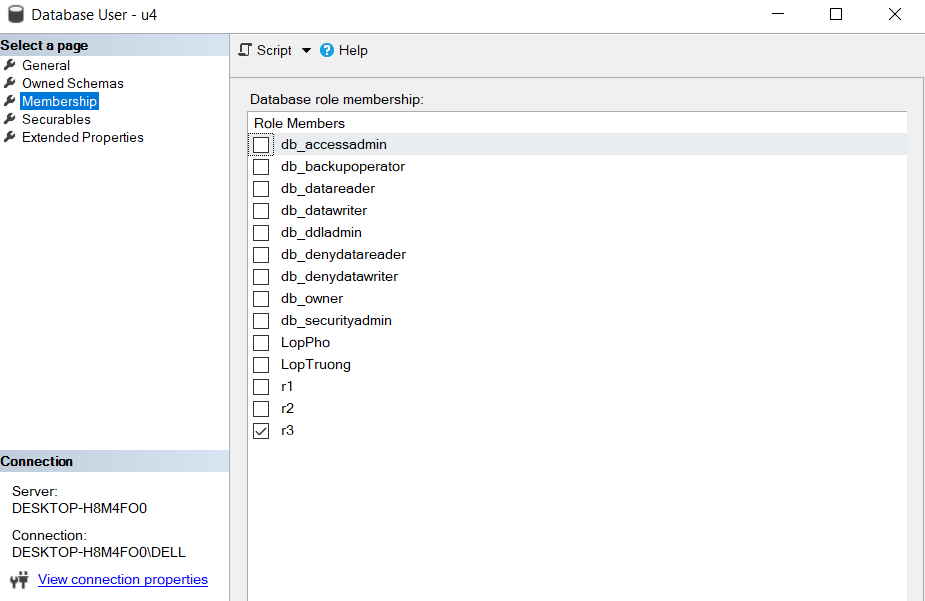 Database User - u4
Select a page
General
Owned Schemas
Membership
Securables
Extended Properties
Script
Help
Database role membership:
Role Members
db_accessadmin
db_backupoperator
db_datareader
db_datawriter
db_ddladmin
db_denydatareader
db_denydatawriter
db_owner
db_securityadmin
LopPho
LopTruong
r1
r2
r3
Connection
Server:
DESKTOP-H8M4FO0
Connection:
DESKTOP-H8M4FO0\DELL
View connection properties